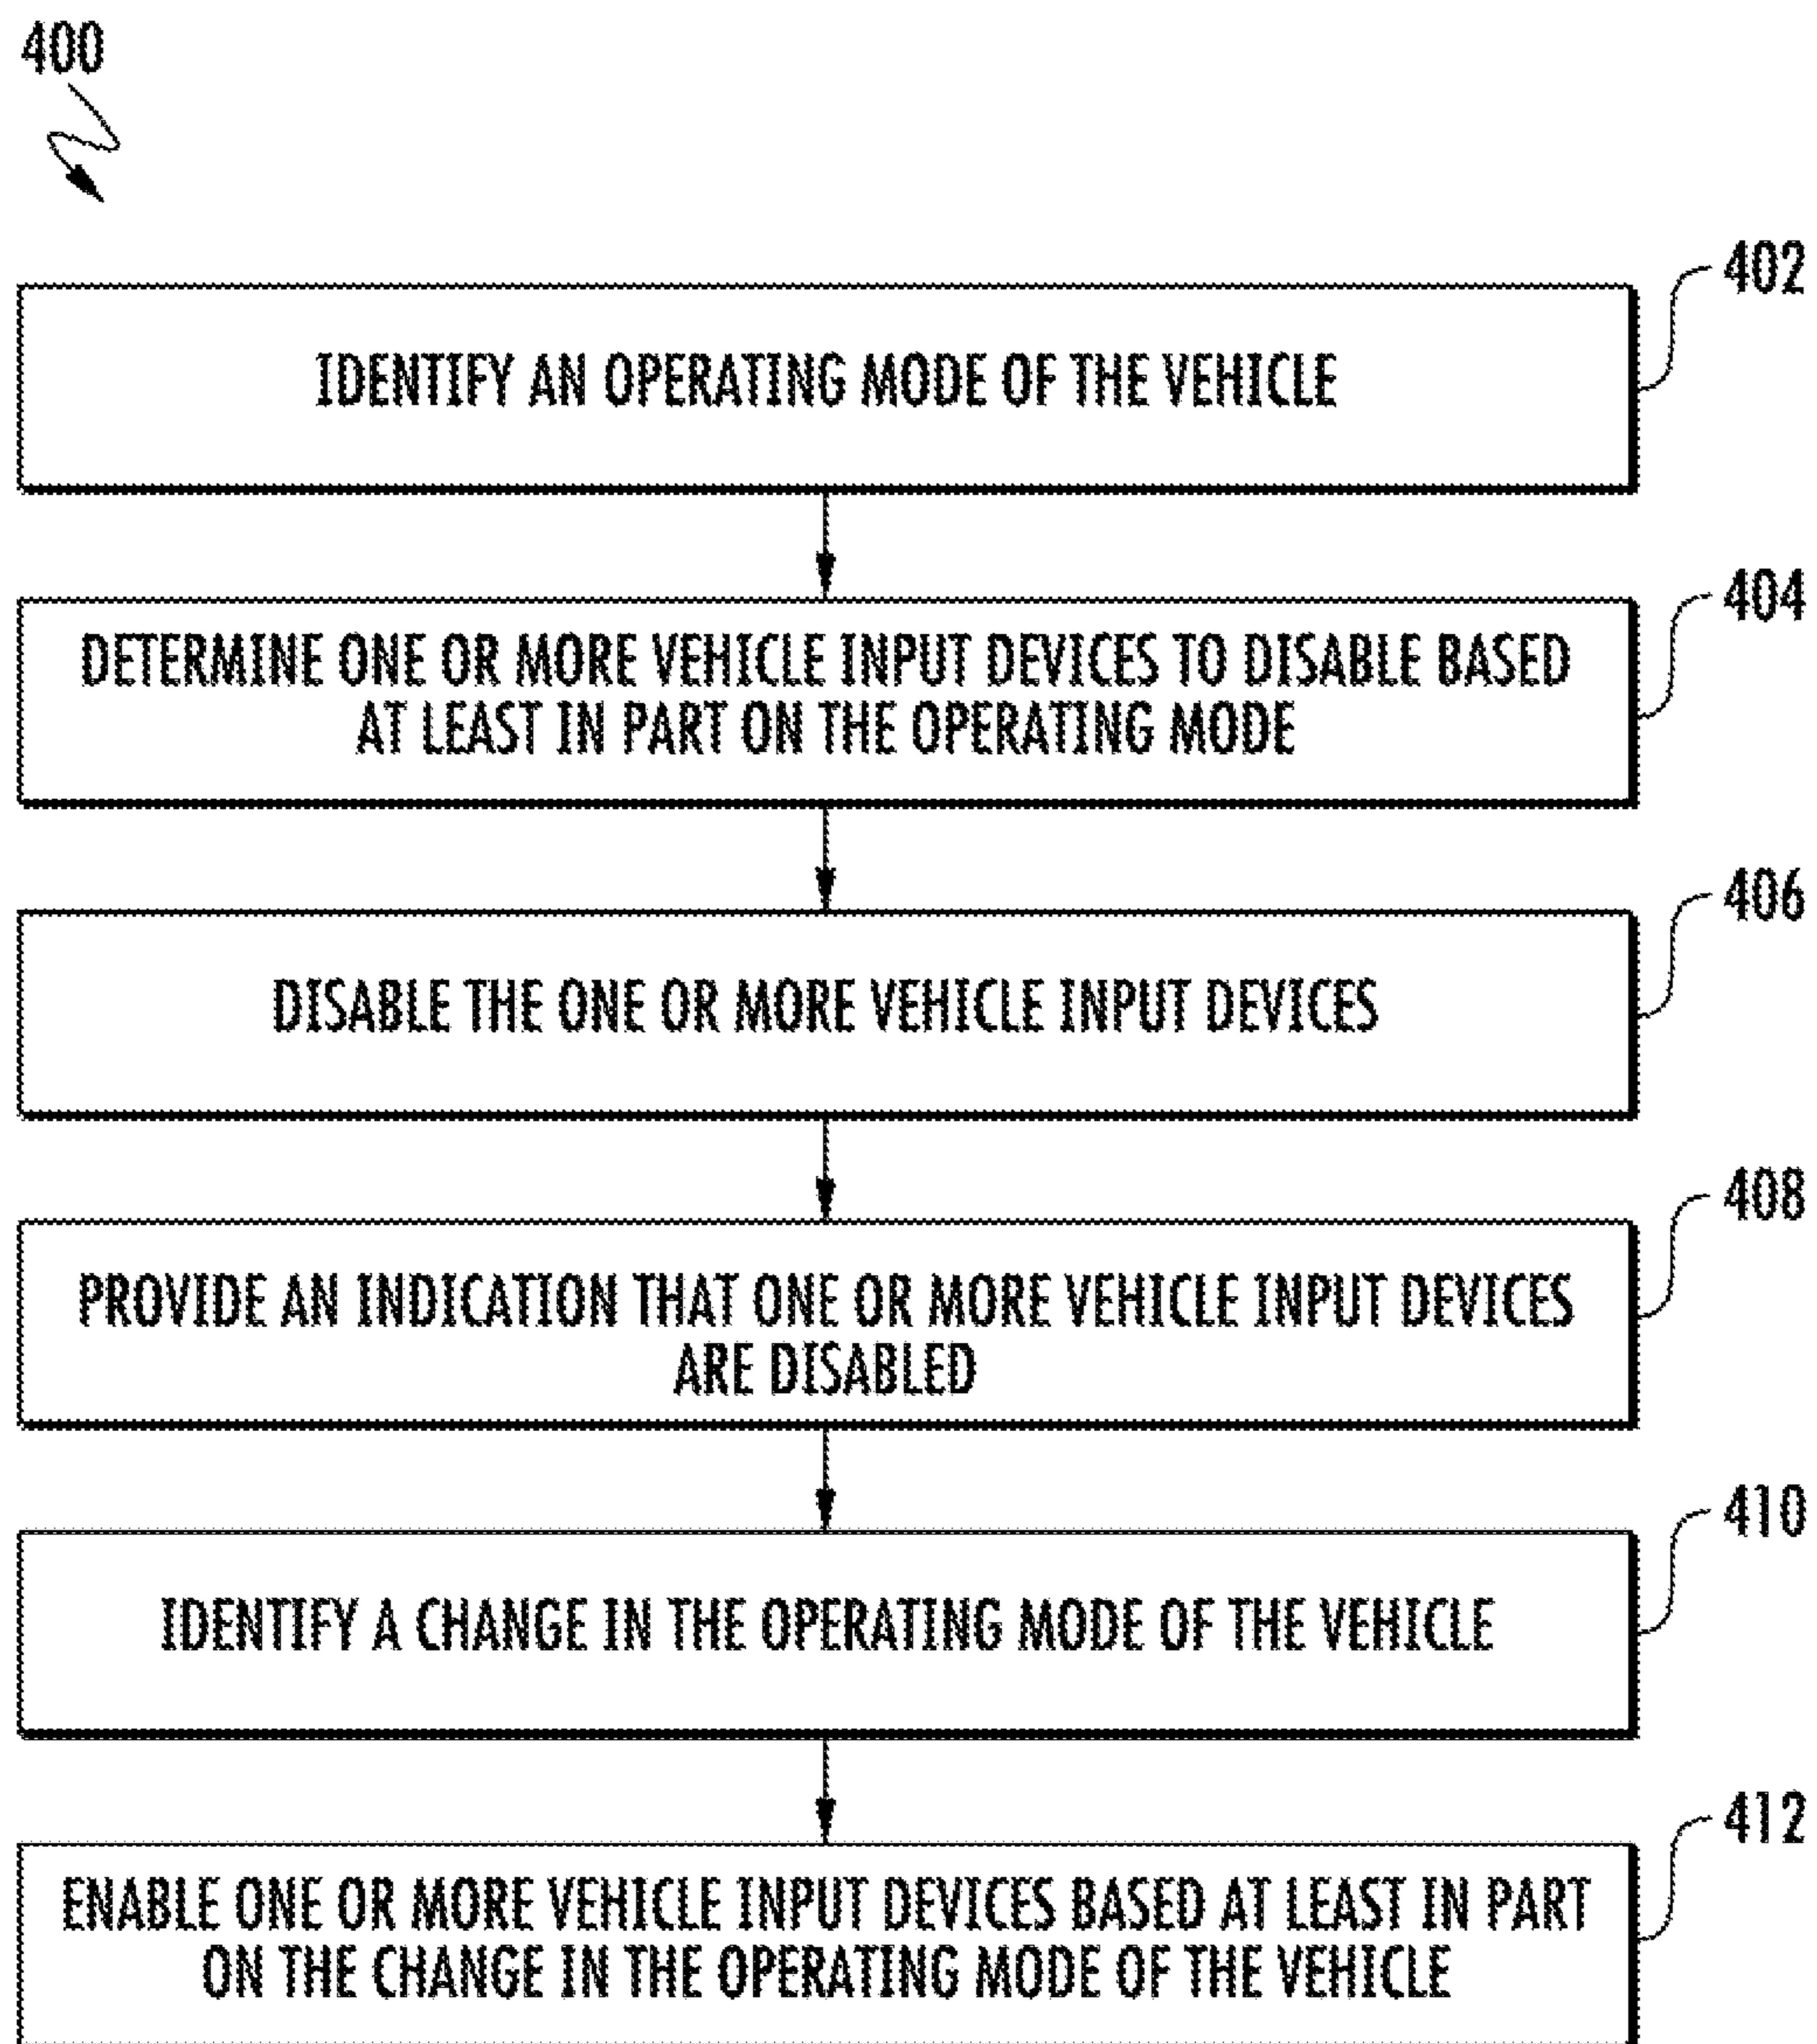 400
402
IDENTIFY AN OPERATING MODE OF THE VEHICLE
404
DETERMINE ONE OR MORE VEHICLE INPUT DEVICES TO DISABLE BASED
AT LEAST IN PART ON THE OPERATING MODE
406
DISABLE THE ONE OR MORE VEHICLE INPUT DEVICES
408
PROVIDE AN INDICATION THAT ONE OR MORE VEHICLE INPUT DEVICES
ARE DISABLED
410
IDENTIFY A CHANGE IN THE OPERATING MODE OF THE VEHICLE
412
ENABLE ONE OR MORE VEHICLE INPUT DEVICES BASED AT LEAST IN PART
ON THE CHANGE IN THE OPERATING MODE OF THE VEHICLE